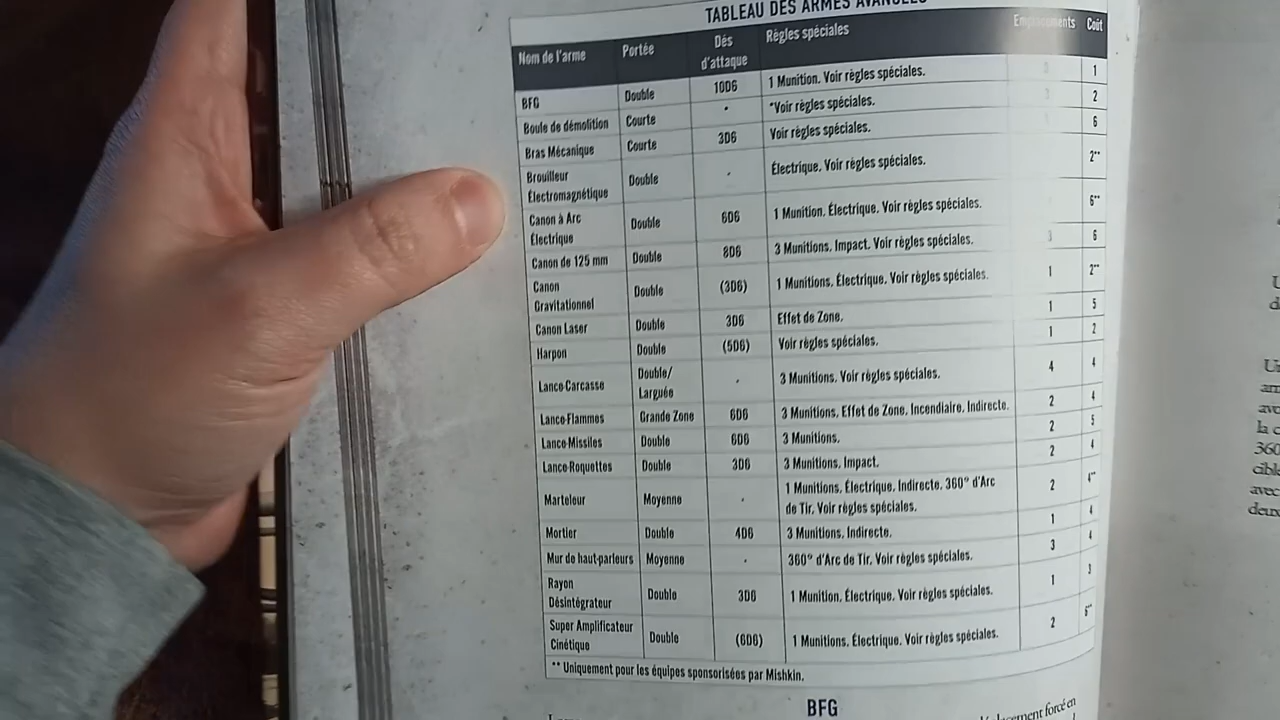 TABLEAU DES ARMES AVANCÉES
Nom de l'arme Portée Dés d'attaque Règles spéciales Emplacements Coût
BFG Double 10D6 1 Munition. Voir règles spéciales. 3 1
Boule de démolition Courte - *Voir règles spéciales. 3 2
Bras Mécanique Courte 3D6 Voir règles spéciales. 6
Brouilleur Électromagnétique Double - Électrique. Voir règles spéciales. 2**
Canon à Arc Électrique Double 6D6 1 Munition. Électrique. Voir règles spéciales. 6**
Canon de 125 mm Double 8D6 3 Munitions. Impact. Voir règles spéciales. 3 6
Canon Gravitationnel Double (3D6) 1 Munitions. Électrique. Voir règles spéciales. 1 2**
Canon Laser Double 3D6 Effet de Zone. 1 5
Harpon Double (5D6) Voir règles spéciales. 1 2
Lance-Carcasse Double/ Larguée - 3 Munitions. Voir règles spéciales. 4 4
Lance-Flammes Grande Zone 6D6 3 Munitions. Effet de Zone. Incendiaire. Indirecte. 2 4
Lance-Missiles Double 6D6 3 Munitions. 2 5
Lance-Roquettes Double 3D6 3 Munitions. Impact. 2 4
Marteleur Moyenne - 1 Munitions. Électrique. Indirecte. 360° d'Arc de Tir. Voir règles spéciales. 2 4**
Mortier Double 4D6 3 Munitions. Indirecte. 1 4
Mur de haut-parleurs Moyenne - 360° d'Arc de Tir. Voir règles spéciales. 3 4
Rayon Désintégrateur Double 3D6 1 Munition. Électrique. Voir règles spéciales. 1 3
Super Amplificateur Cinétique Double (6D6) 1 Munitions. Électrique. Voir règles spéciales. 2 6**
** Uniquement pour les équipes sponsorisées par Mishkin.
BFG
forcé en
la c
360
cible
avec
deux